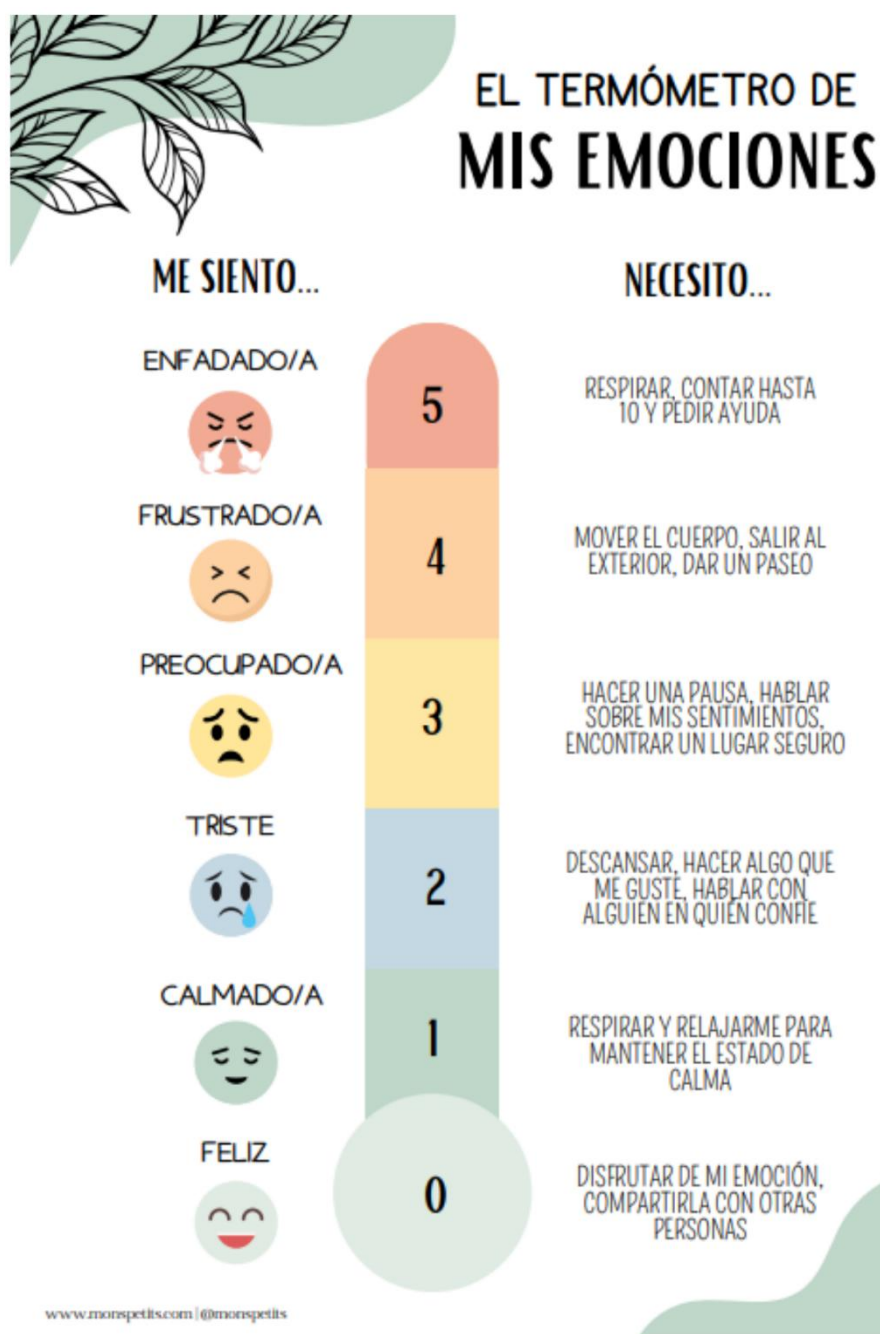 EL TERMÓMETRO DE
MIS EMOCIONES
ME SIENTO...
NECESITO...
ENFADADO/A
5
RESPIRAR, CONTAR HASTA
10 Y PEDIR AYUDA
FRUSTRADO/A
4
MOVER EL CUERPO, SALIR AL
EXTERIOR, DAR UN PASEO
PREOCUPADO/A
3
HACER UNA PAUSA, HABLAR
SOBRE MIS SENTIMIENTOS,
ENCONTRAR UN LUGAR SEGURO
TRISTE
2
DESCANSAR, HACER ALGO QUE
ME GUSTE, HABLAR CON
ALGUIEN EN QUIÉN CONFÍE
CALMADO/A
1
RESPIRAR Y RELAJARME PARA
MANTENER EL ESTADO DE
CALMA
FELIZ
0
DISFRUTAR DE MI EMOCIÓN,
COMPARTIRLA CON OTRAS
PERSONAS
www.monspetits.com | @monspetits